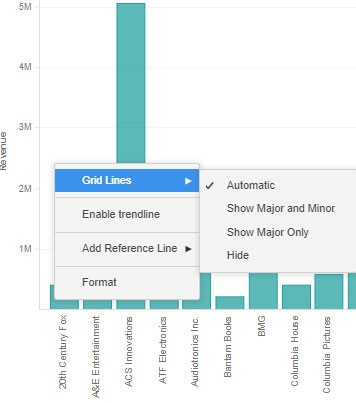 5M
4M
3M
2M
1M
Revenue
Grid Lines
Enable trendline
Add Reference Line
Format
Automatic
Show Major and Minor
Show Major Only
Hide
20th Century Fox
A&E Entertainment
ACS Innovations
ATF Electronics
Audiotronics Inc.
Bantam Books
BMG
Columbia House
Columbia Pictures